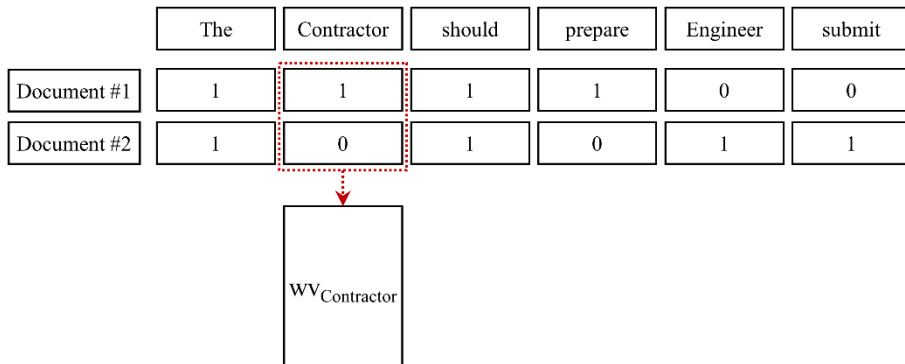 The Contractor should prepare Engineer submit
Document #1 1 1 1 1 0 0
Document #2 1 0 1 0 1 1
WVContractor